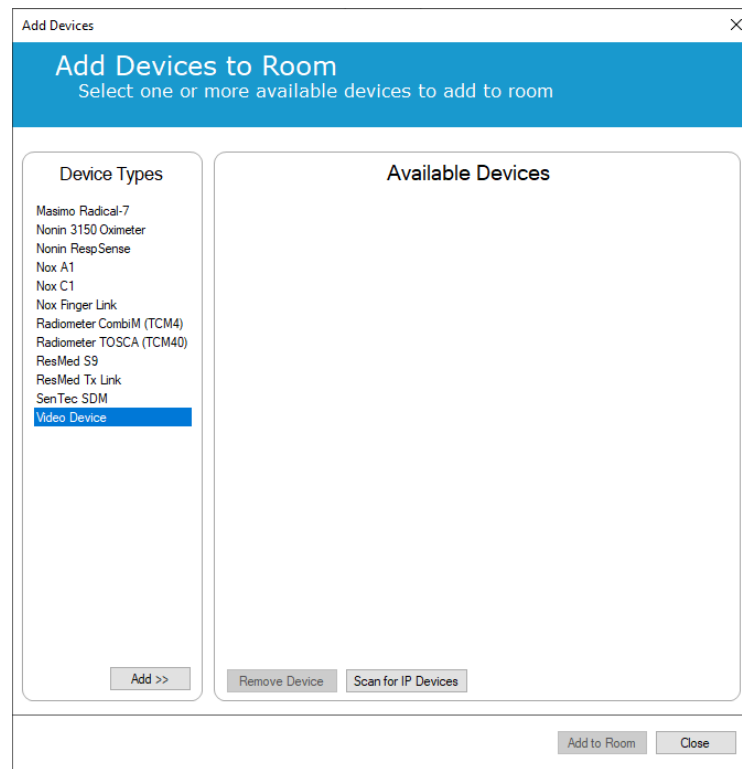 Add Devices
Add Devices to Room
Select one or more available devices to add to room
Device Types
Masimo Radical-7
Nonin 3150 Oximeter
Nonin RespSense
Nox A1
Nox C1
Nox Finger Link
Radiometer CombiM (TCM4)
Radiometer TOSCA (TCM40)
ResMed S9
ResMed Tx Link
SenTec SDM
Video Device
Add >>
Available Devices
Remove Device
Scan for IP Devices
Add to Room
Close